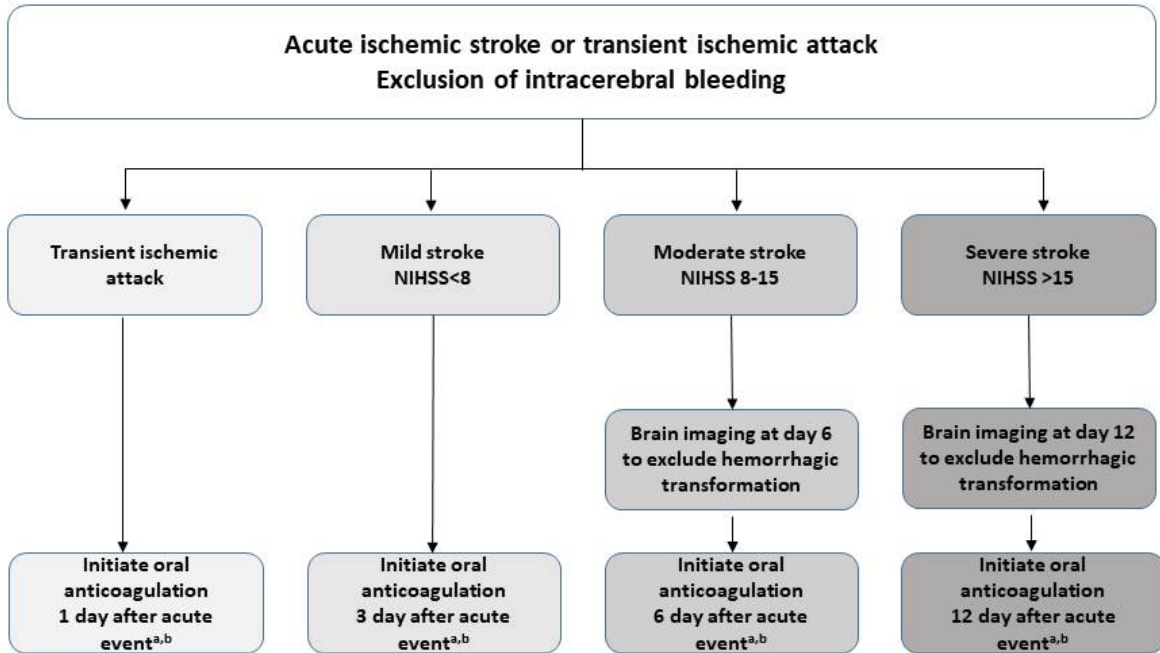 Acute ischemic stroke or transient ischemic attack
Exclusion of intracerebral bleeding
Transient ischemic
attack
Mild stroke
NIHSS<8
Moderate stroke
NIHSS 8-15
Severe stroke
NIHSS >15
Brain imaging at day 6
to exclude hemorrhagic
transformation
Brain imaging at day 12
to exclude hemorrhagic
transformation
Initiate oral
anticoagulation
1 day after acute
event^a,b
Initiate oral
anticoagulation
3 day after acute
event^a,b
Initiate oral
anticoagulation
6 day after acute
event^a,b
Initiate oral
anticoagulation
12 day after acute
event^a,b